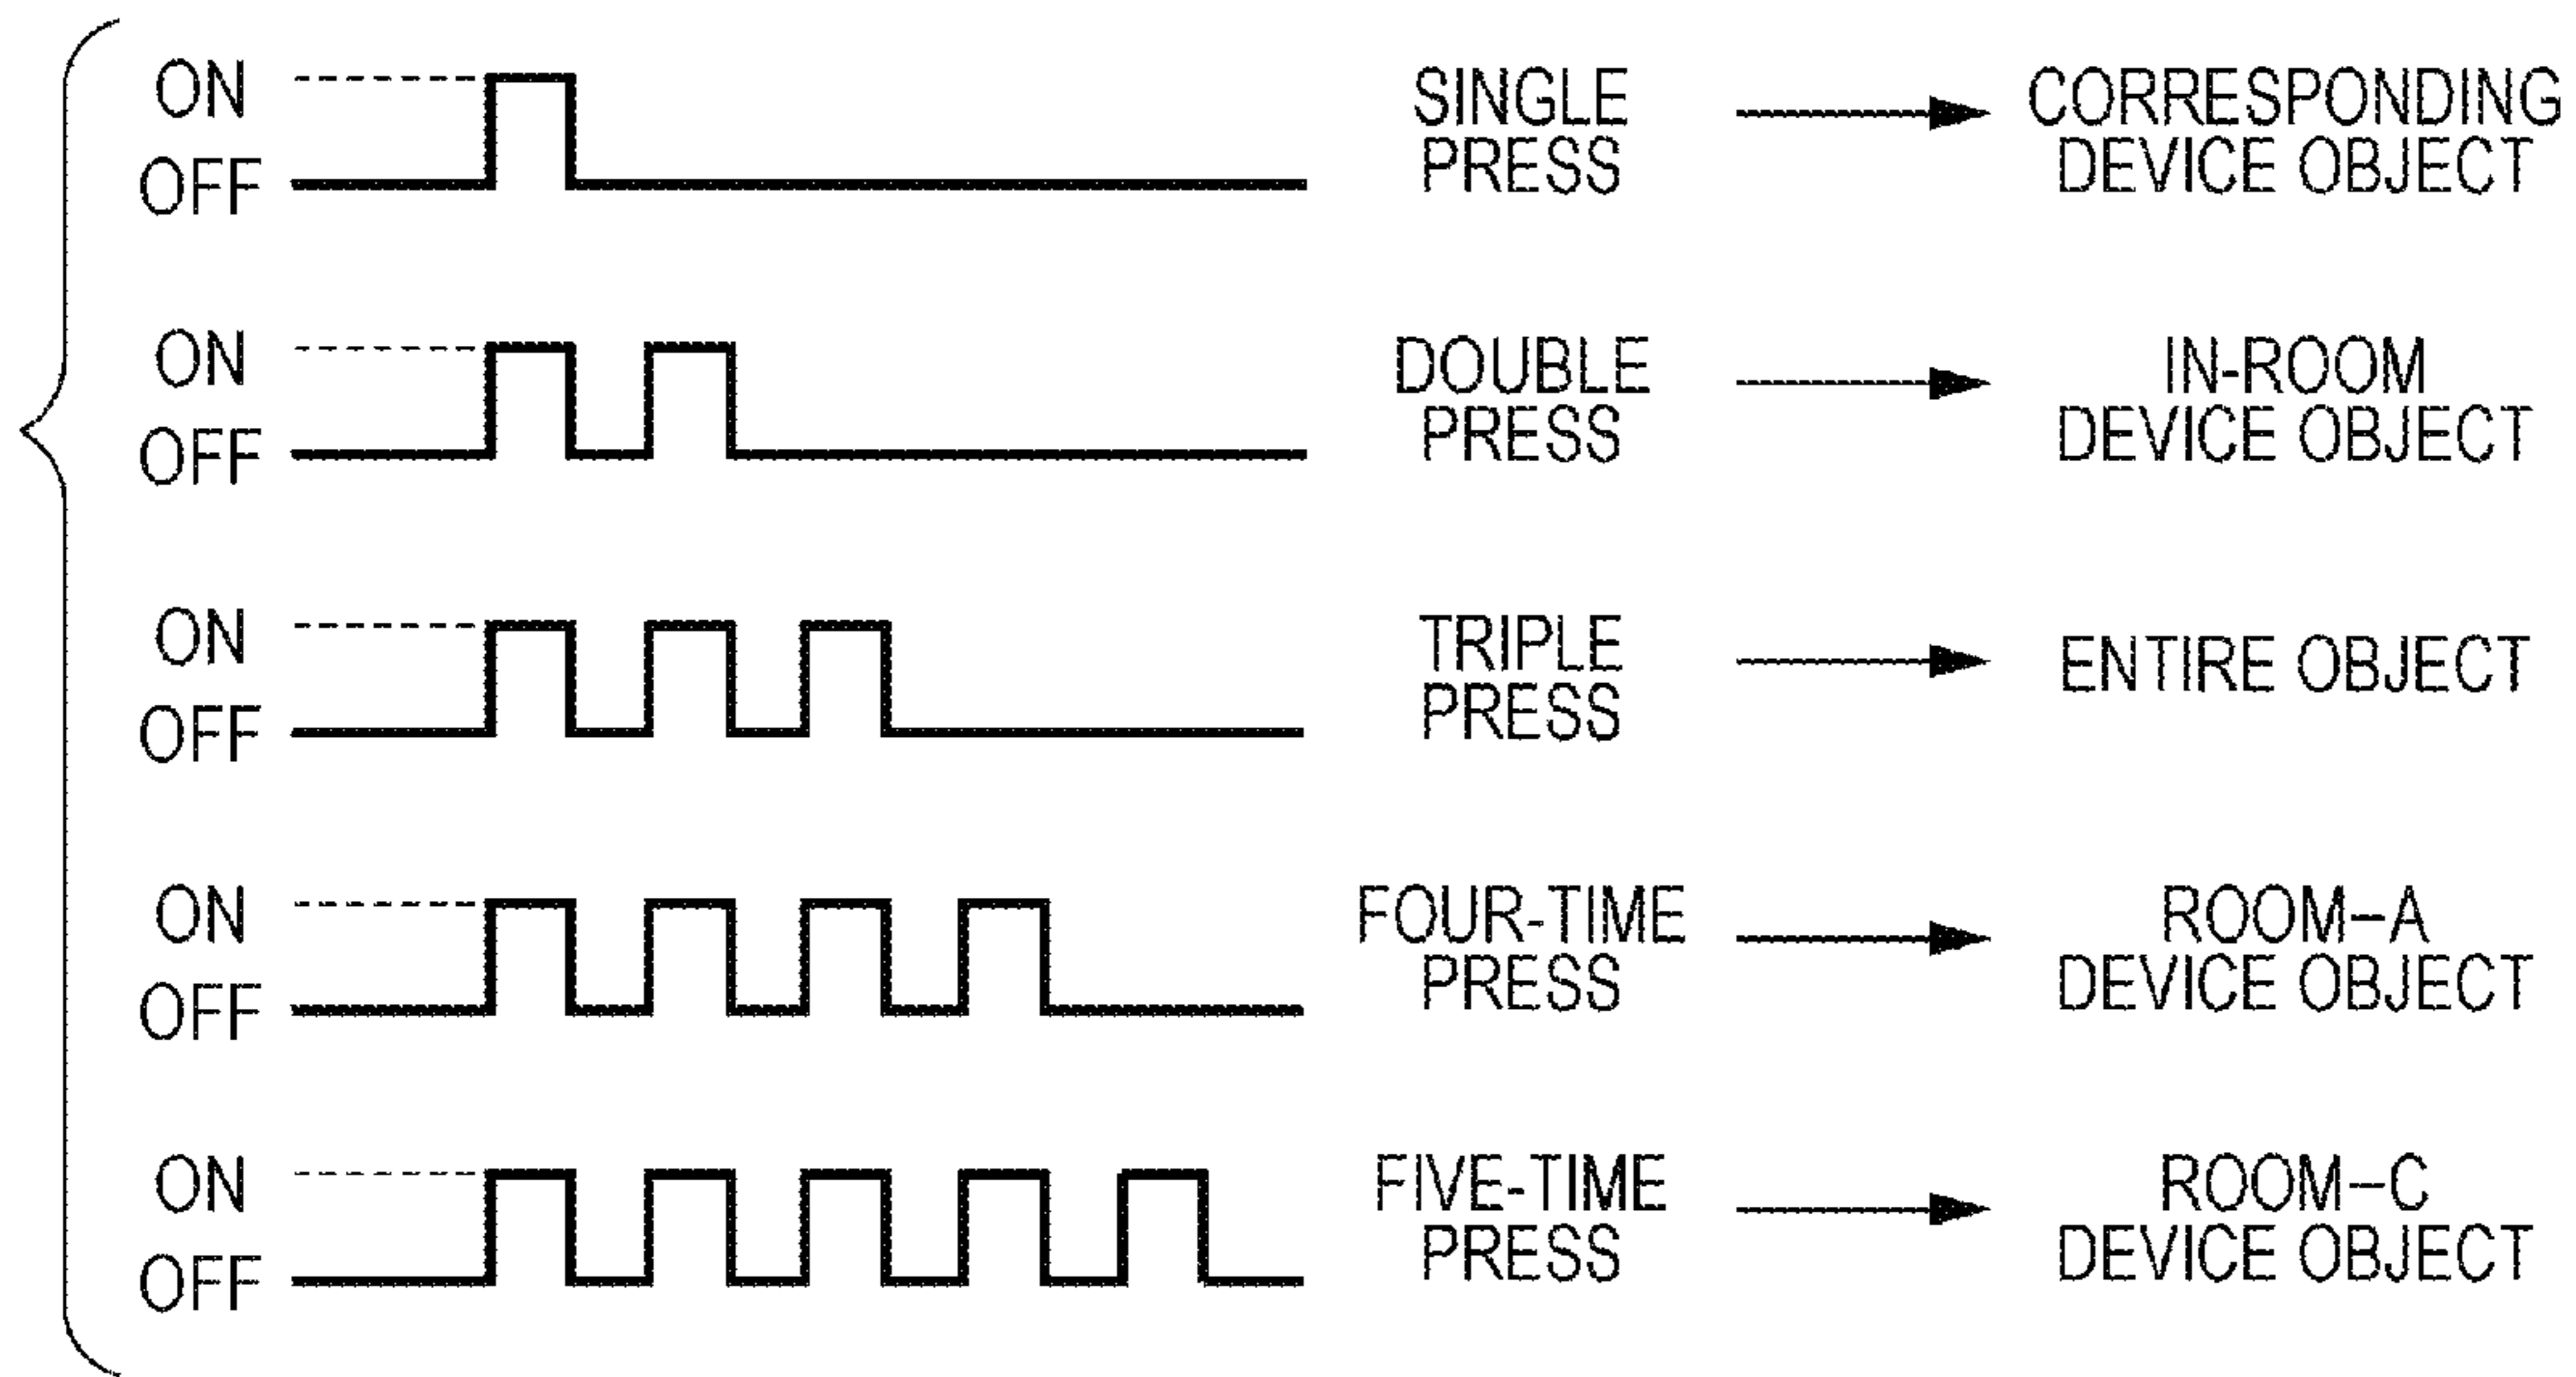 ON
OFF
SINGLE
PRESS
CORRESPONDING
DEVICE OBJECT
ON
OFF
DOUBLE
PRESS
IN-ROOM
DEVICE OBJECT
ON
OFF
TRIPLE
PRESS
ENTIRE OBJECT
ON
OFF
FOUR-TIME
PRESS
ROOM–A
DEVICE OBJECT
ON
OFF
FIVE-TIME
PRESS
ROOM–C
DEVICE OBJECT